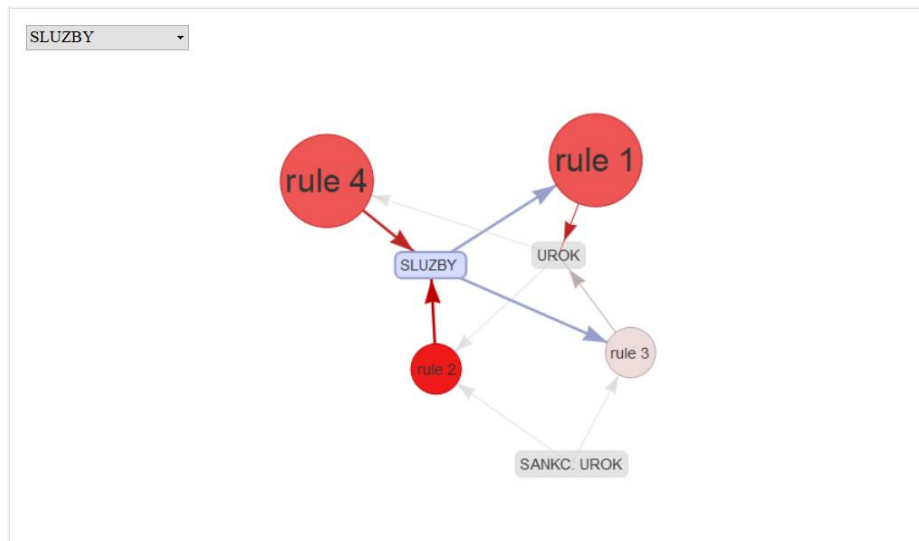 SLUZBY
rule 1
rule 4
UROK
SLUZBY
rule 3
rule 2
SANKC. UROK